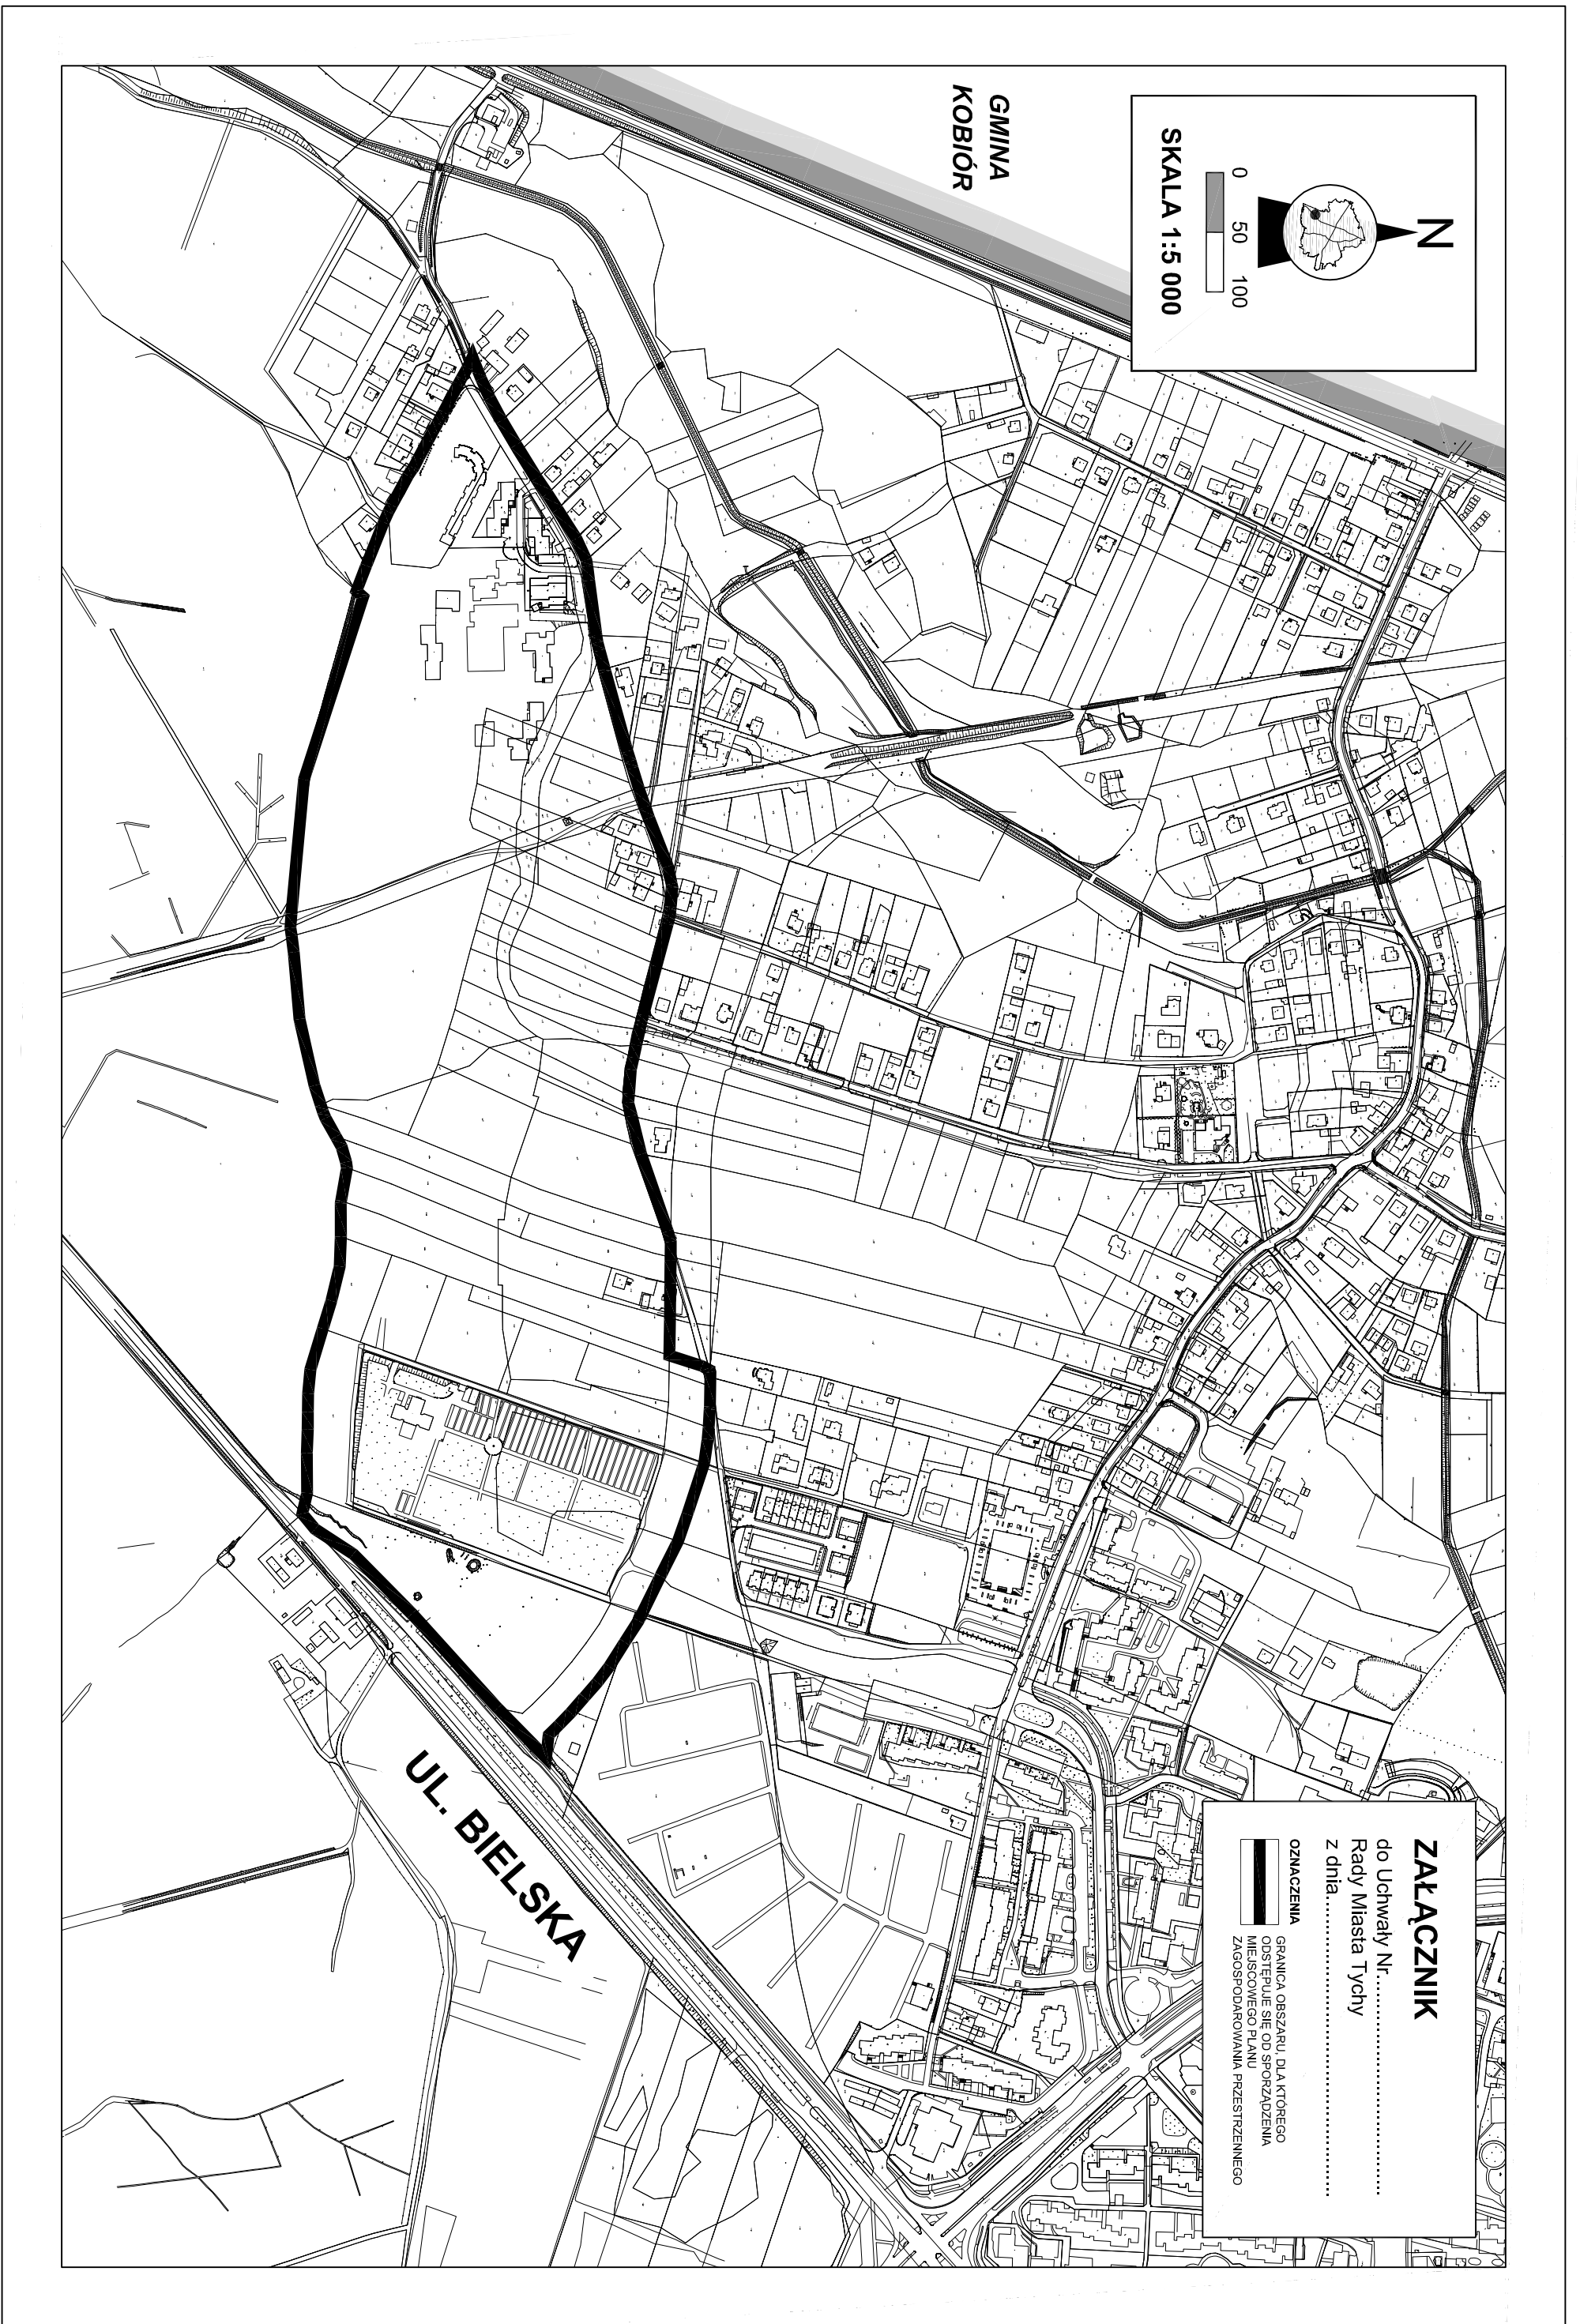 GMINA
KOBIÓR
N
0 50 100
SKALA 1:5 000
ZAŁĄCZNIK
do Uchwały Nr................................
Rady Miasta Tychy
z dnia..........................................
OZNACZENIA
GRANICA OBSZARU, DLA KTÓREGO
ODSTĘPUJE SIĘ OD SPORZĄDZENIA
MIEJSCOWEGO PLANU
ZAGOSPODAROWANIA PRZESTRZENNEGO
UL. BIELSKA